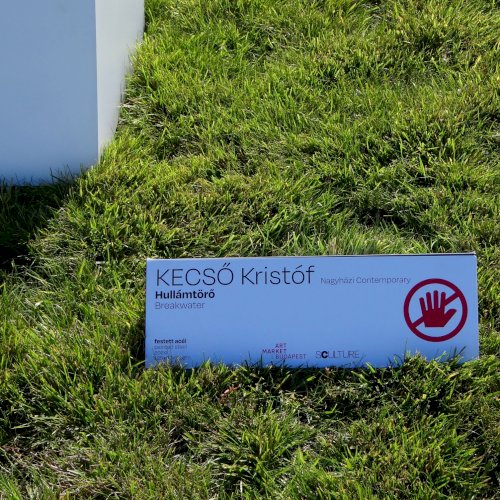 KECSŐ Kristóf Nagyházi Contemporary
Hullámtörő
Breakwater
festett acél
ART
MARKET
BUDAPEST
SCULTURE